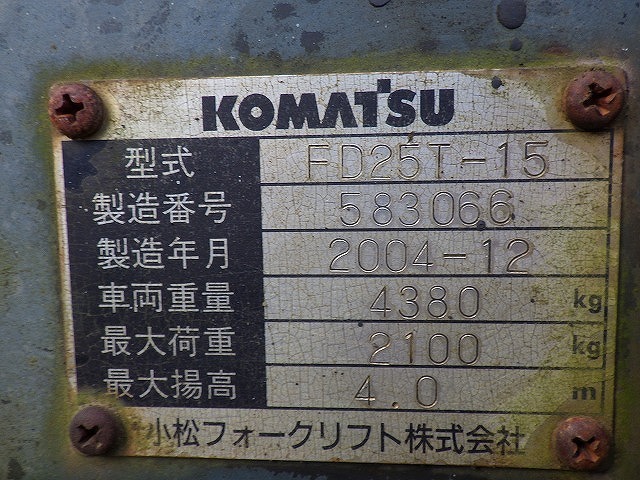 KOMATSU
型式 FD25T-15
製造番号 583066
製造年月 2004-12
車両重量 4380 kg
最大荷重 2100 kg
最大揚高 4.0 m
小松フォークリフト株式会社